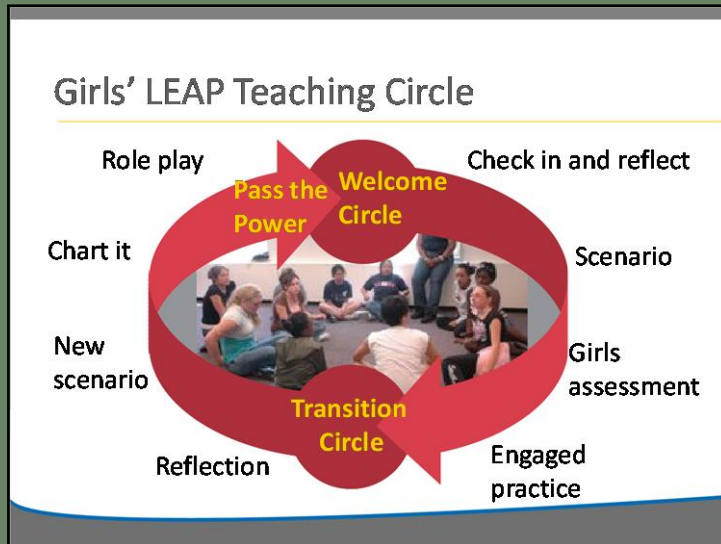 Girls' LEAP Teaching Circle
Role play
Pass the
Power
Welcome
Circle
Check in and reflect
Chart it
Scenario
New
scenario
Girls
assessment
Transition
Circle
Reflection
Engaged
practice